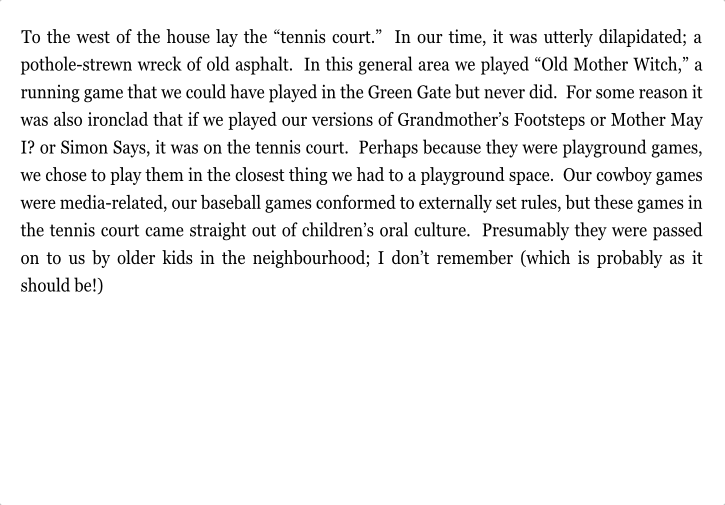 To the west of the house lay the “tennis court.”  In our time, it was utterly dilapidated; a
pothole-strewn wreck of old asphalt.  In this general area we played “Old Mother Witch,” a
running game that we could have played in the Green Gate but never did.  For some reason it
was also ironclad that if we played our versions of Grandmother’s Footsteps or Mother May
I? or Simon Says, it was on the tennis court.  Perhaps because they were playground games,
we chose to play them in the closest thing we had to a playground space.  Our cowboy games
were media-related, our baseball games conformed to externally set rules, but these games in
the tennis court came straight out of children’s oral culture.  Presumably they were passed
on to us by older kids in the neighbourhood; I don’t remember (which is probably as it
should be!)